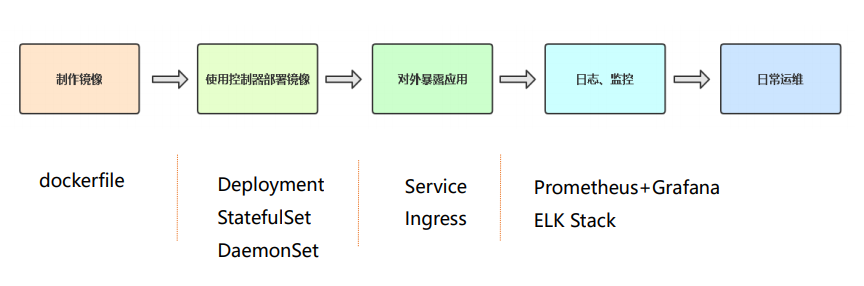 制作镜像
使用控制器部署镜像
对外暴露应用
日志、监控
日常运维
dockerfile
Deployment
StatefulSet
DaemonSet
Service
Ingress
Prometheus+Grafana
ELK Stack